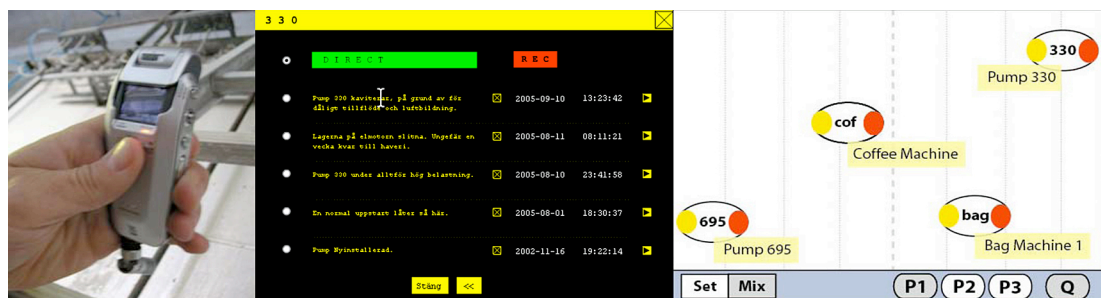 3 3 0
D I R E C T
R E C
Pump 330 kaviterar, på grund av för
dåligt tillflöde och luftbildning.
2005-09-10 13:23:42
Lagerna på elmotorn slitna. Ungefär en
vecka kvar till haveri.
2005-08-11 08:11:21
Pump 330 under alltför hög belastning.
2005-08-10 23:41:58
En normal uppstart låter så här.
2005-08-01 18:30:37
Pump Nyinstallerad.
2002-11-16 19:22:14
Stäng <<
330
Pump 330
cof
Coffee Machine
695
Pump 695
bag
Bag Machine 1
Set Mix P1 P2 P3 Q